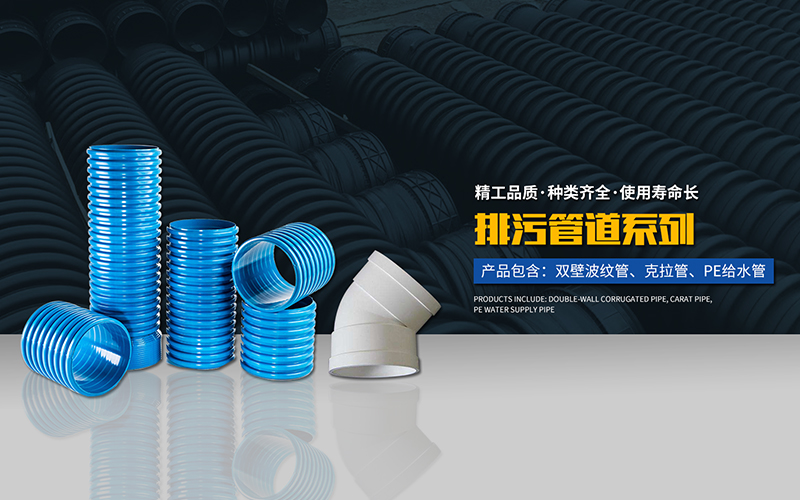 精工品质·种类齐全·使用寿命长
排污管道系列
产品包含：双壁波纹管、克拉管、PE给水管
PRODUCTS INCLUDE: DOUBLE-WALL CORRUGATED PIPE, CARAT PIPE,
PE WATER SUPPLY PIPE